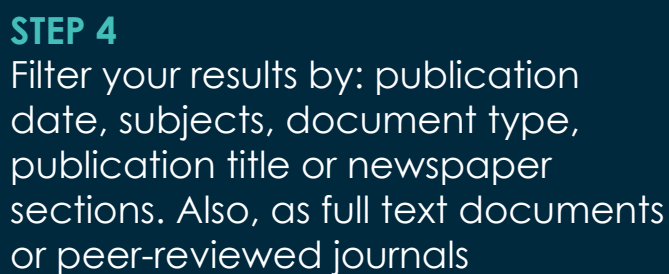 STEP 4
Filter your results by: publication
date, subjects, document type,
publication title or newspaper
sections. Also, as full text documents
or peer-reviewed journals